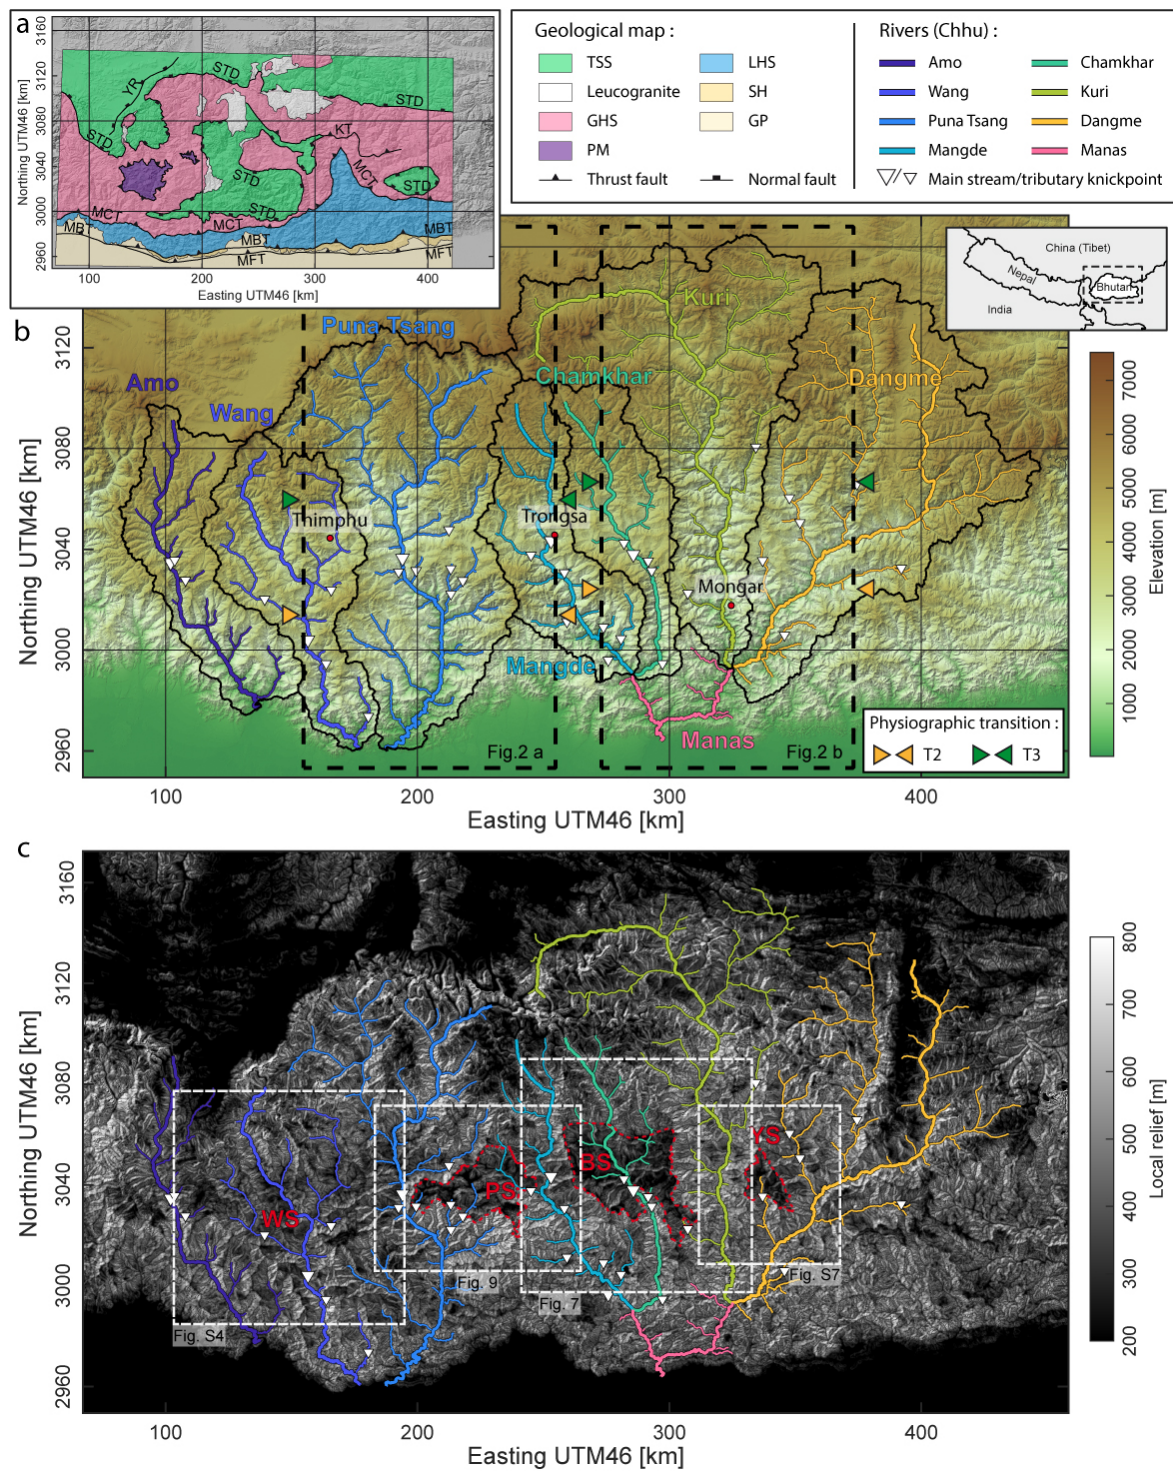 a
3160
3120
3080
3040
3000
2960
Northing UTM46 [km]
100
200
300
400
Easting UTM46 [km]
YR
STD
STD
STD
KT
MCT
STD
STD
STD
MCT
MCT
MBT
MBT
MBT
MFT
MFT
Geological map :
TSS
Leucogranite
GHS
PM
LHS
SH
GP
Thrust fault
Normal fault
Rivers (Chhu) :
Amo
Wang
Puna Tsang
Mangde
Chamkhar
Kuri
Dangme
Manas
Main stream/tributary knickpoint
China (Tibet)
Nepal
Bhutan
India
b
3120
3080
3040
3000
2960
Northing UTM46 [km]
Puna Tsang
Kuri
Amo
Wang
Chamkhar
Dangme
Thimphu
Trongsa
Mongar
Mangde
Manas
Fig.2 a
Fig.2 b
Physiographic transition :
T2
T3
100
200
300
400
Easting UTM46 [km]
7000
6000
5000
4000
3000
2000
1000
Elevation [m]
c
3160
3120
3080
3040
3000
2960
Northing UTM46 [km]
WS
PS
BS
YS
Fig. S4
Fig. 9
Fig. 7
Fig. S7
100
200
300
400
Easting UTM46 [km]
800
700
600
500
400
300
200
Local relief [m]